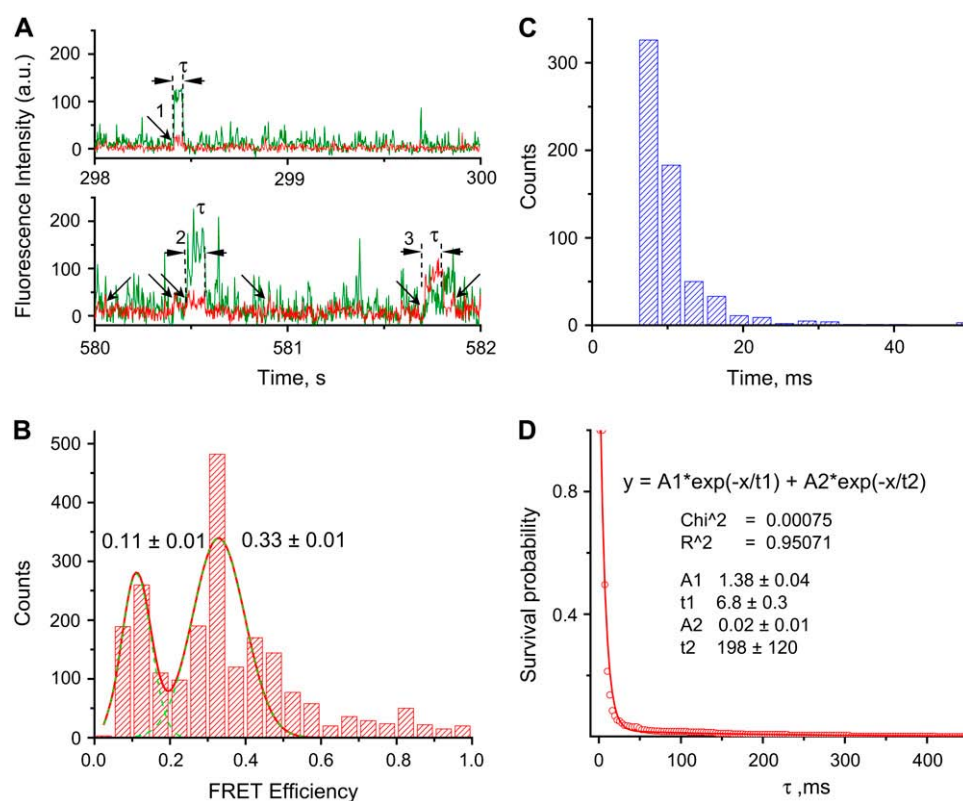 A
Fluorescence Intensity (a.u.)
200
100
0
1
τ
298
299
300
200
100
0
2
τ
3
τ
580
581
582
Time, s
B
Counts
500
400
300
200
100
0
0.11 ± 0.01
0.33 ± 0.01
0.0
0.2
0.4
0.6
0.8
1.0
FRET Efficiency
C
Counts
300
200
100
0
0
20
40
Time, ms
D
Survival probability
0.8
0.4
y = A1*exp(-x/t1) + A2*exp(-x/t2)
Chi^2 = 0.00075
R^2 = 0.95071
A1 1.38 ± 0.04
t1 6.8 ± 0.3
A2 0.02 ± 0.01
t2 198 ± 120
0
100
200
300
400
τ ,ms